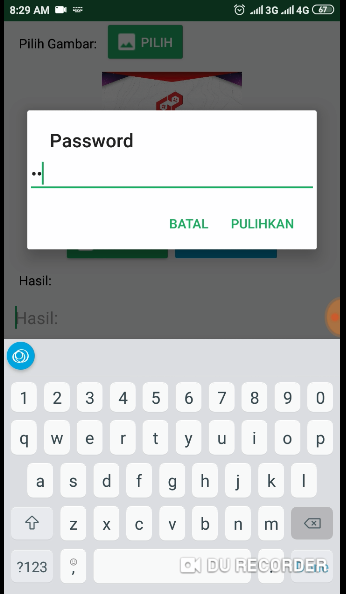 8:29 AM 3G 4G 67
Pilih Gambar: PILIH
Password
••
BATAL PULIHKAN
Hasil:
Hasil:
1 2 3 4 5 6 7 8 9 0
q w e r t y u i o p
a s d f g h j k l
z x c v b n m
?123 , . Done
DU RECORDER